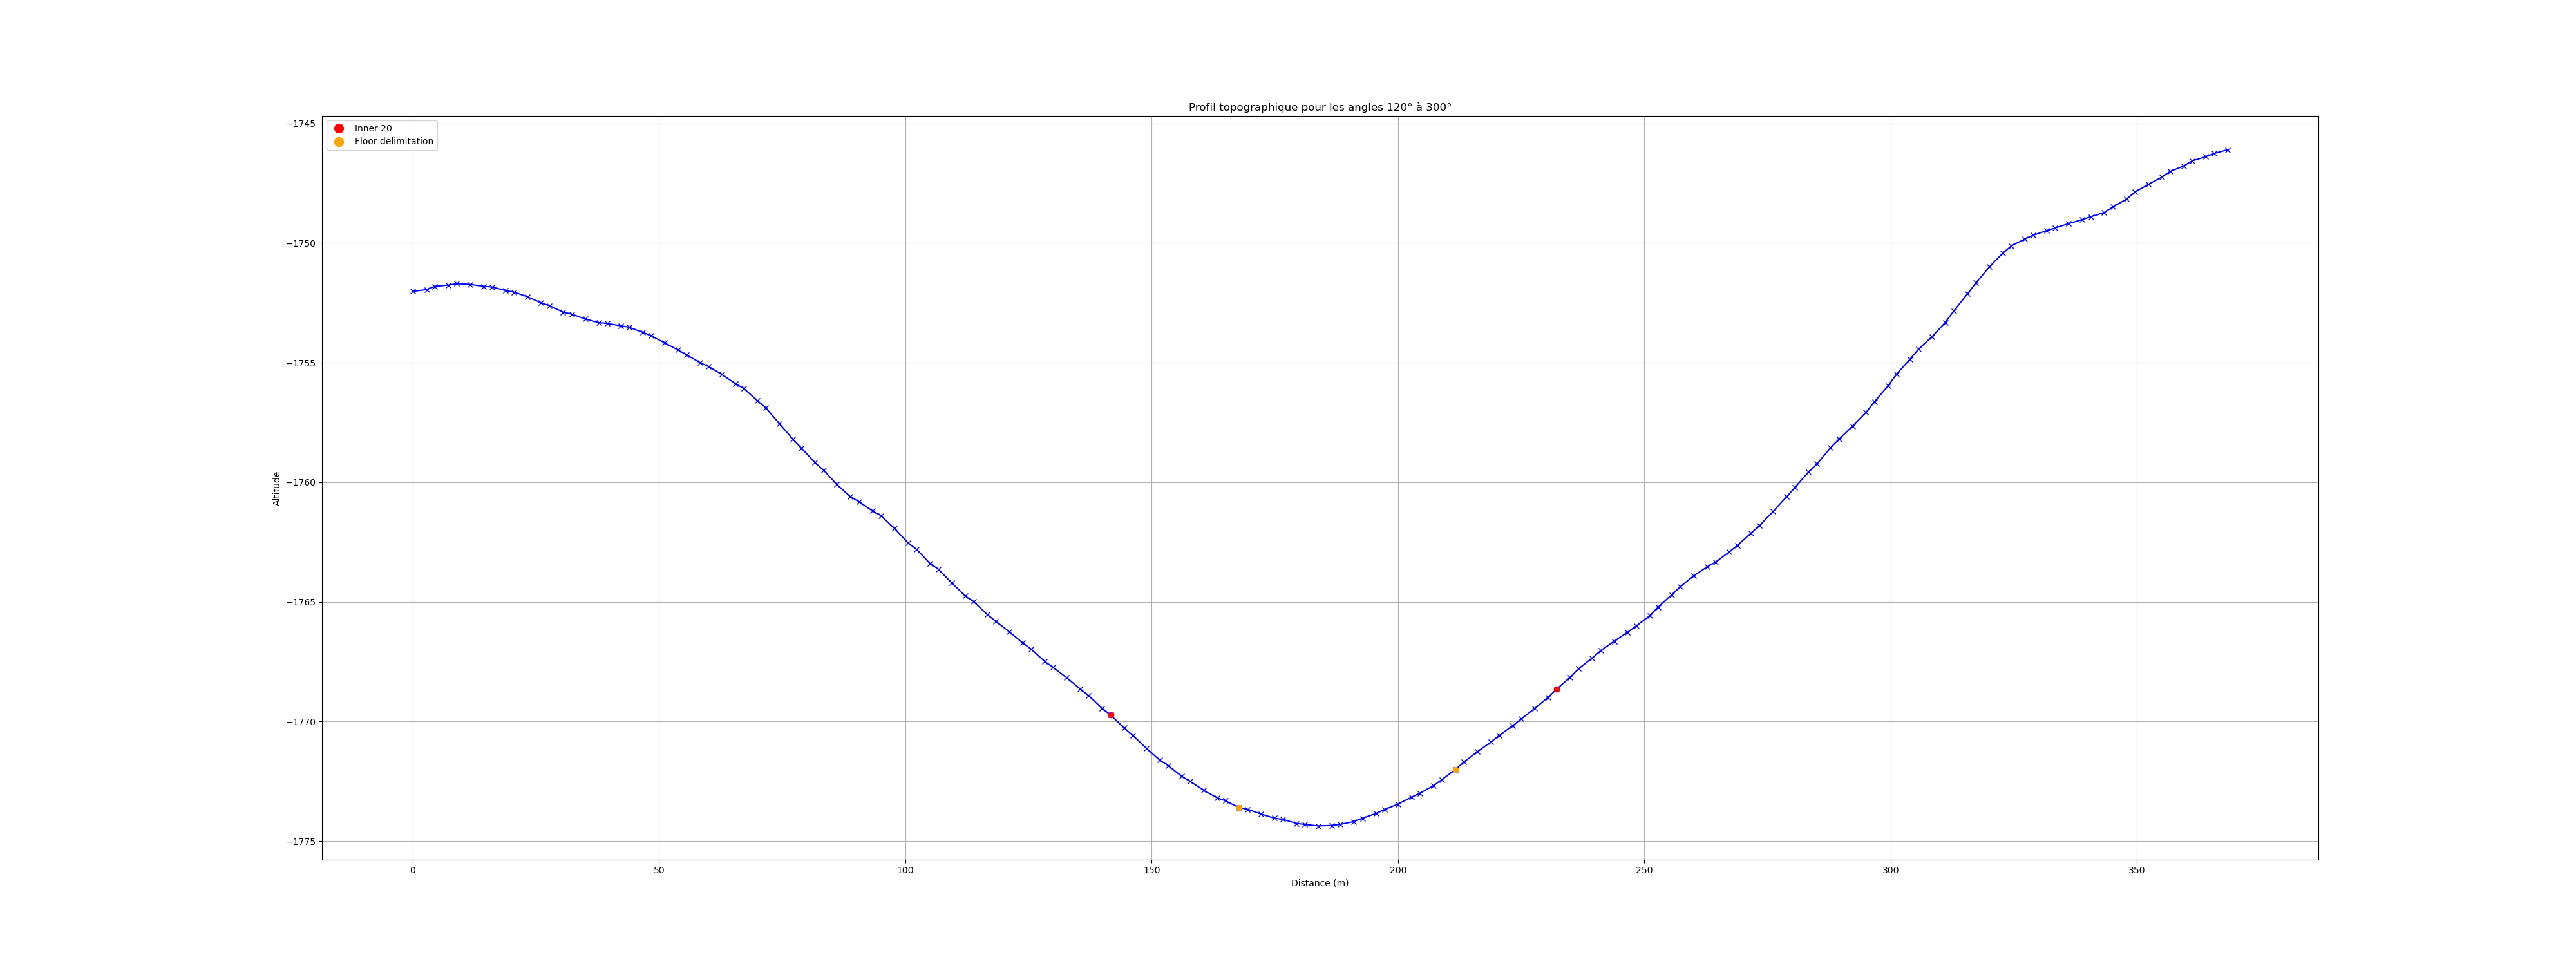 Profil topographique pour les angles 120° à 300°
Inner 20
Floor delimitation
−1745
−1750
−1755
−1760
−1765
−1770
−1775
Altitude
0 50 100 150 200 250 300 350
Distance (m)